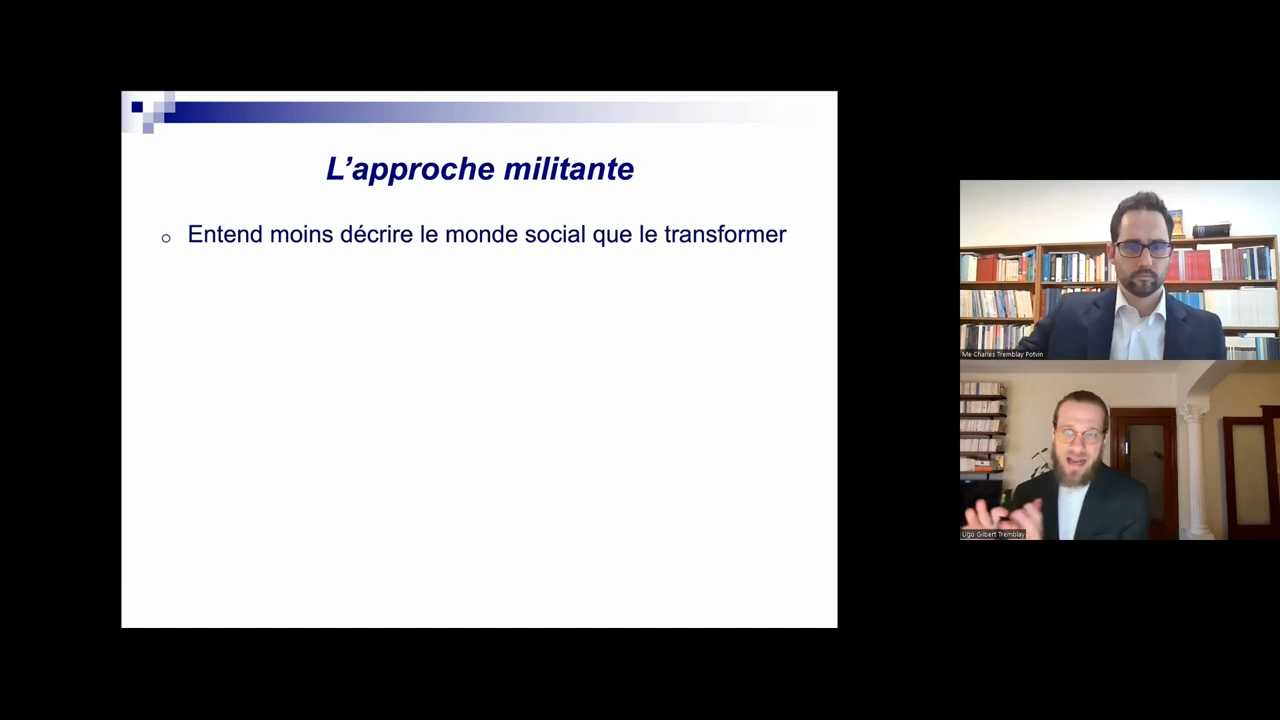 L’approche militante
Entend moins décrire le monde social que le transformer
Me Charles Tremblay Potvin
Ugo Gilbert Tremblay